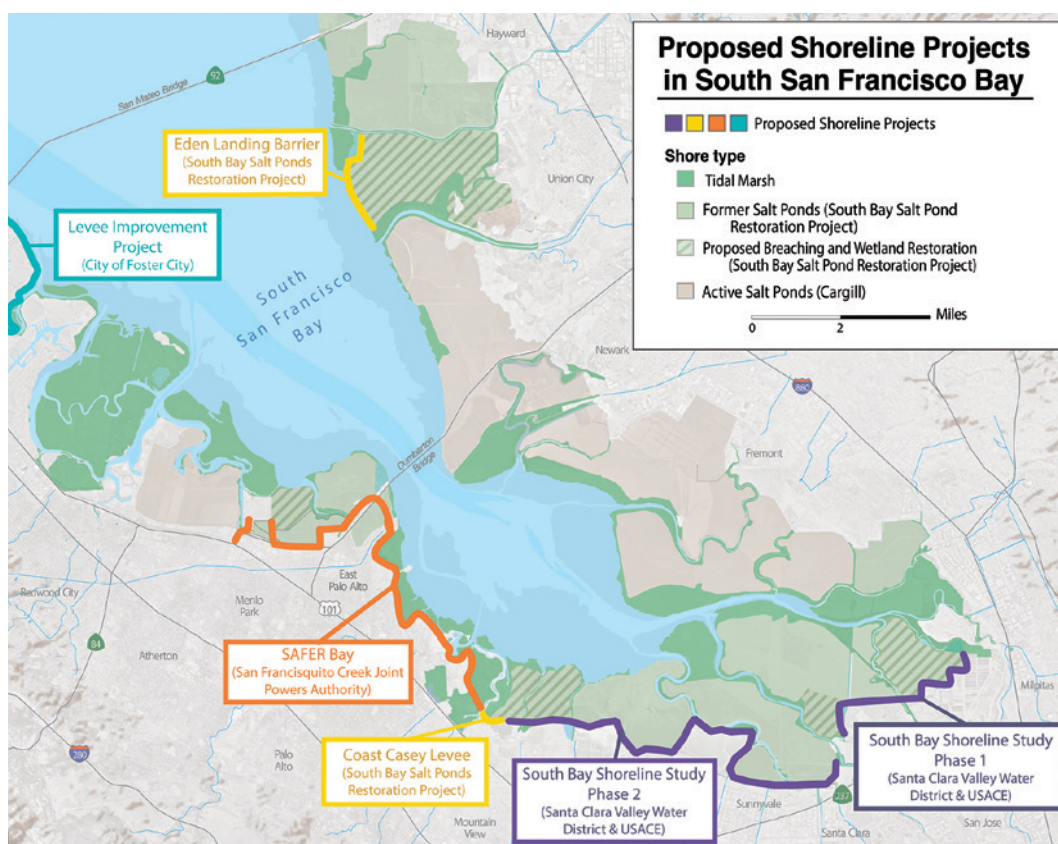 Proposed Shoreline Projects
in South San Francisco Bay
Proposed Shoreline Projects
Shore type
Tidal Marsh
Former Salt Ponds (South Bay Salt Pond
Restoration Project)
Proposed Breaching and Wetland Restoration
(South Bay Salt Pond Restoration Project)
Active Salt Ponds (Cargill)
0
2
Miles
Hayward
92
San Mateo Bridge
Eden Landing Barrier
(South Bay Salt Ponds
Restoration Project)
Union City
Levee Improvement
Project
(City of Foster City)
South
San Francisco
Bay
Newark
880
Dumbarton
Bridge
Fremont
East
Palo Alto
Redwood City
Menlo
Park
101
84
Atherton
SAFER Bay
(San Francisquito Creek Joint
Powers Authority)
Milpitas
280
Palo
Alto
Coast Casey Levee
(South Bay Salt Ponds
Restoration Project)
South Bay Shoreline Study
Phase 2
(Santa Clara Valley Water
District & USACE)
South Bay Shoreline Study
Phase 1
(Santa Clara Valley Water
District & USACE)
Mountain
View
Sunnyvale
237
Santa Clara
San Jose